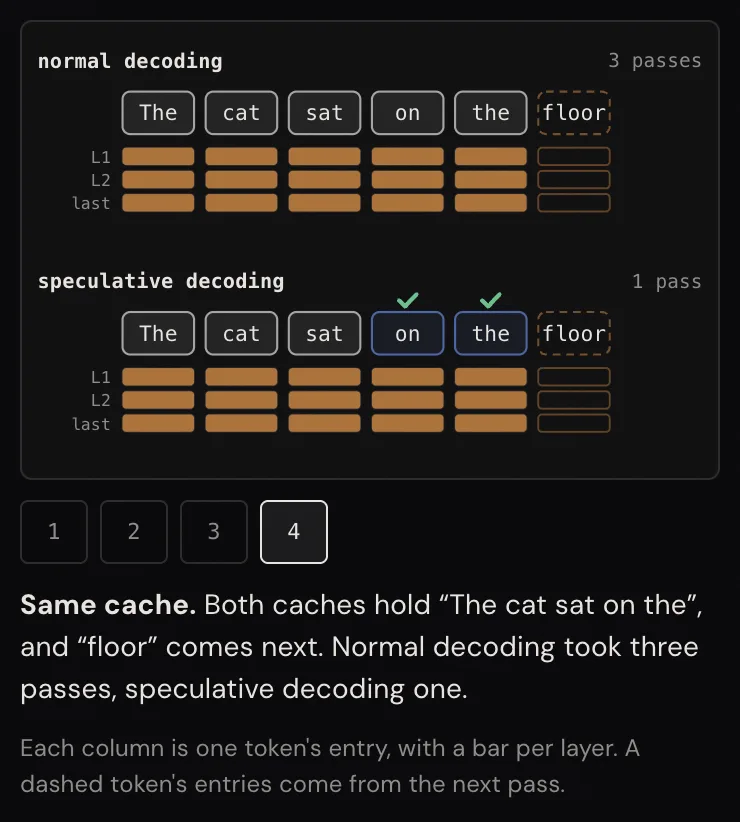 normal decoding 3 passes
The cat sat on the floor
L1
L2
last
speculative decoding 1 pass
The cat sat on the floor
L1
L2
last
1 2 3 4
Same cache. Both caches hold “The cat sat on the”,
and “floor” comes next. Normal decoding took three
passes, speculative decoding one.
Each column is one token's entry, with a bar per layer. A
dashed token's entries come from the next pass.